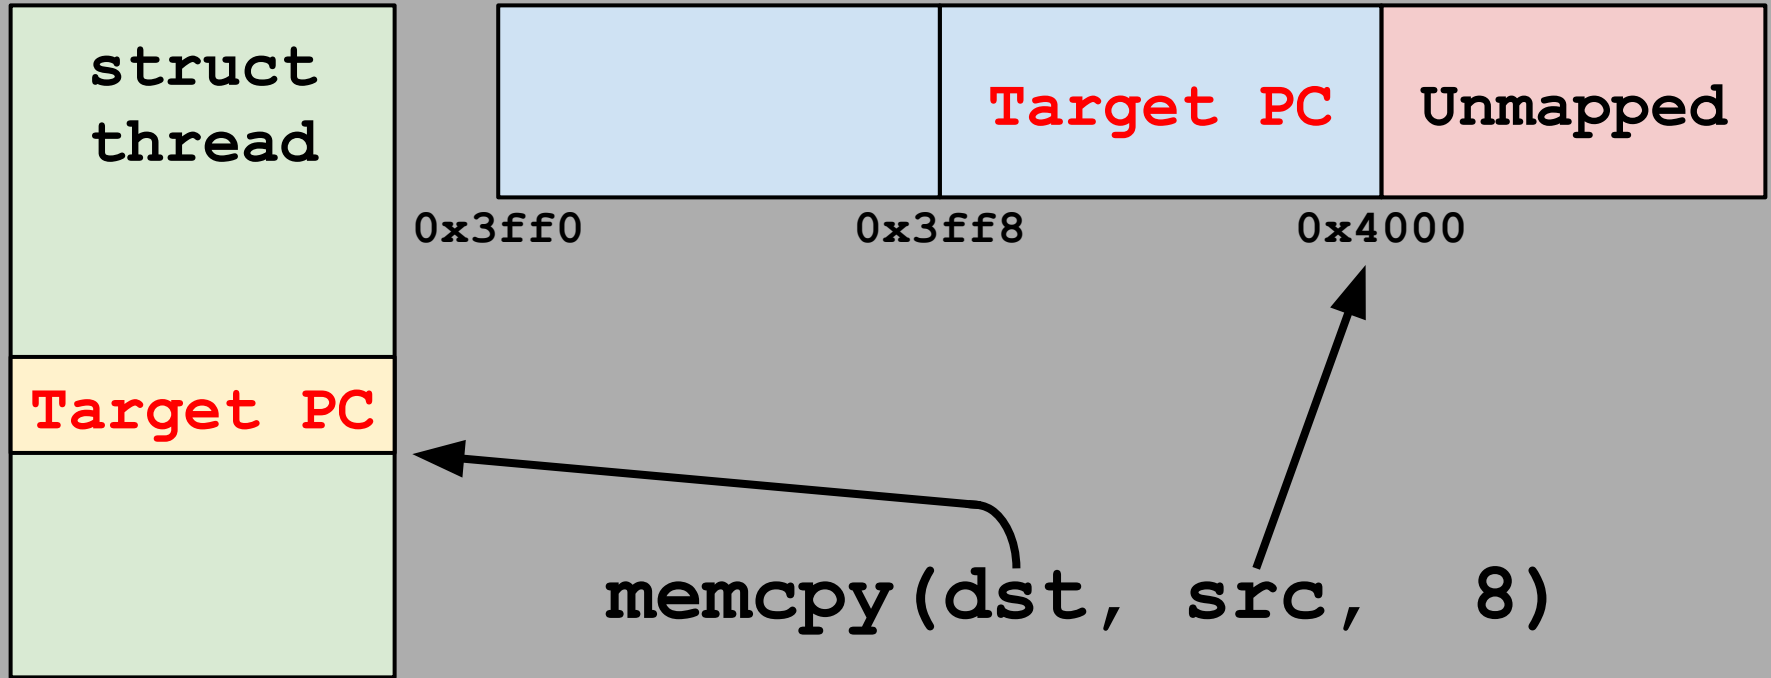 struct
thread
Target PC
Target PC
Unmapped
0x3ff0
0x3ff8
0x4000
memcpy(dst, src, 8)